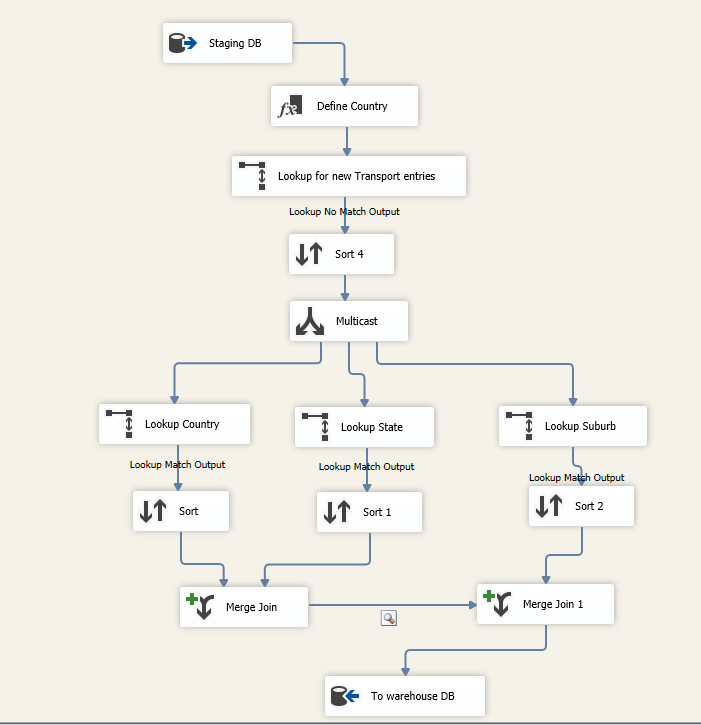 Staging DB
fx
Define Country
Lookup for new Transport entries
Lookup No Match Output
Sort 4
Multicast
Lookup Country
Lookup State
Lookup Suburb
Lookup Match Output
Lookup Match Output
Lookup Match Output
Sort
Sort 1
Sort 2
Merge Join
Merge Join 1
To warehouse DB